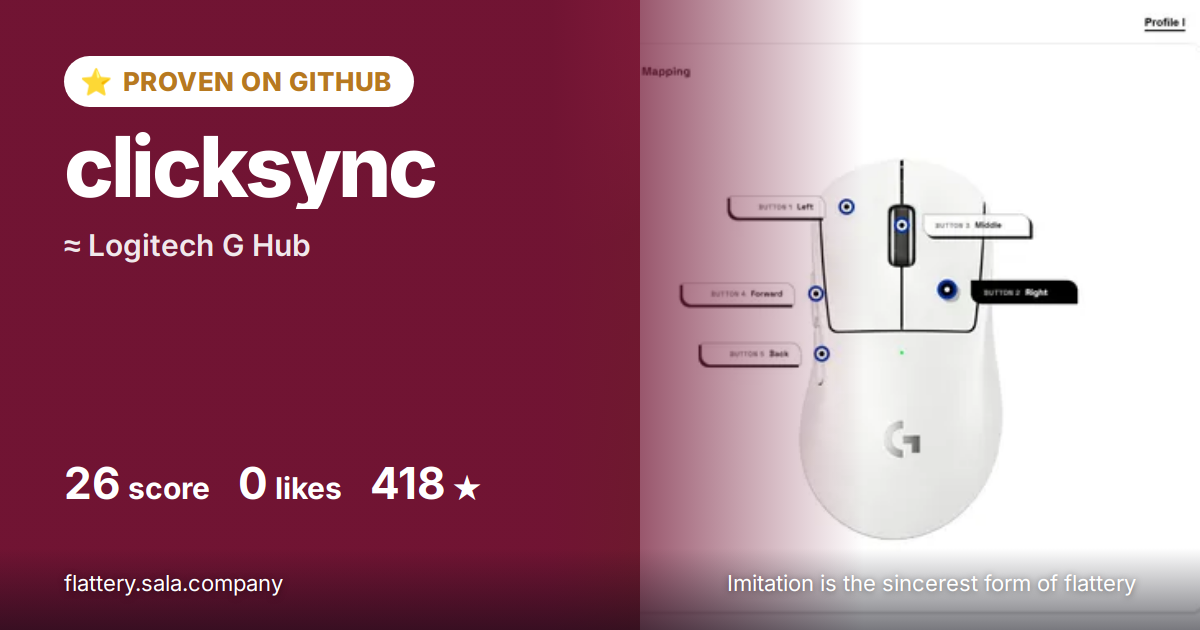 ⭐ PROVEN ON GITHUB
clicksync
≈ Logitech G Hub
26 score 0 likes 418 ★
flattery.sala.company
Profile I
Mapping
BUTTON 1 Left
BUTTON 3 Middle
BUTTON 4 Forward
BUTTON 2 Right
BUTTON 5 Back
G
Imitation is the sincerest form of flattery